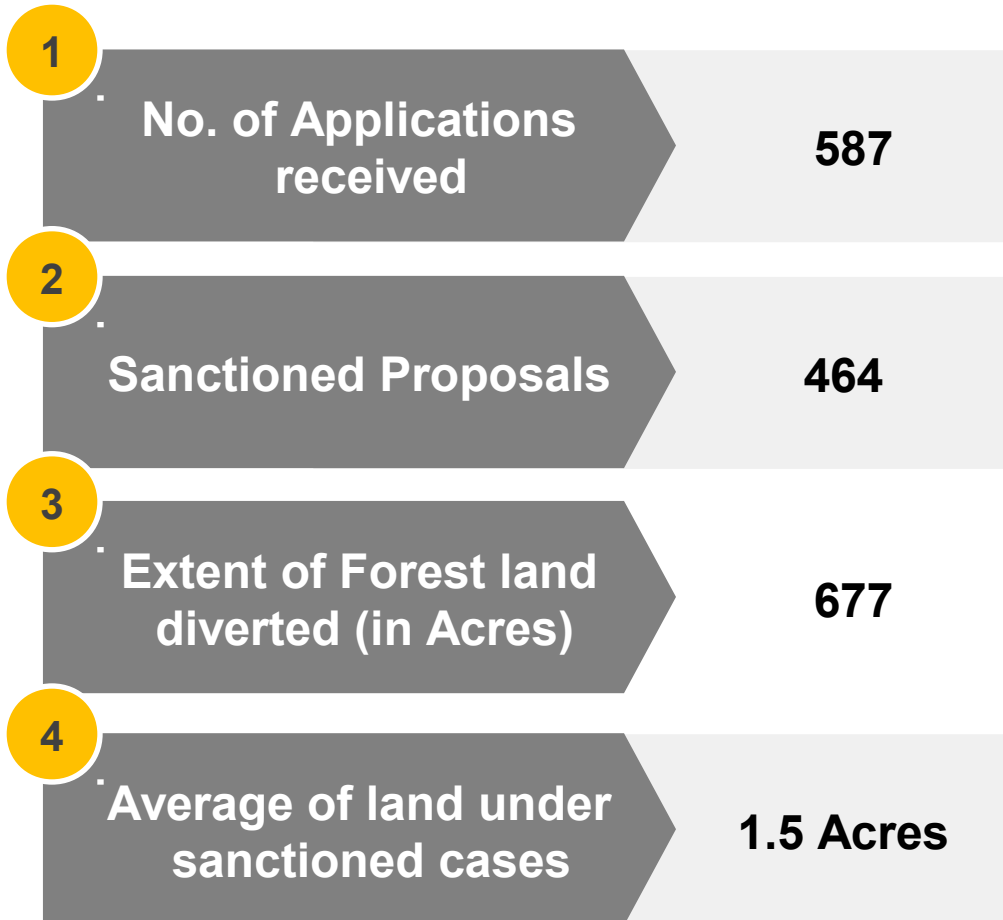 1
No. of Applications
received
587
2
Sanctioned Proposals
464
3
Extent of Forest land
diverted (in Acres)
677
4
Average of land under
sanctioned cases
1.5 Acres